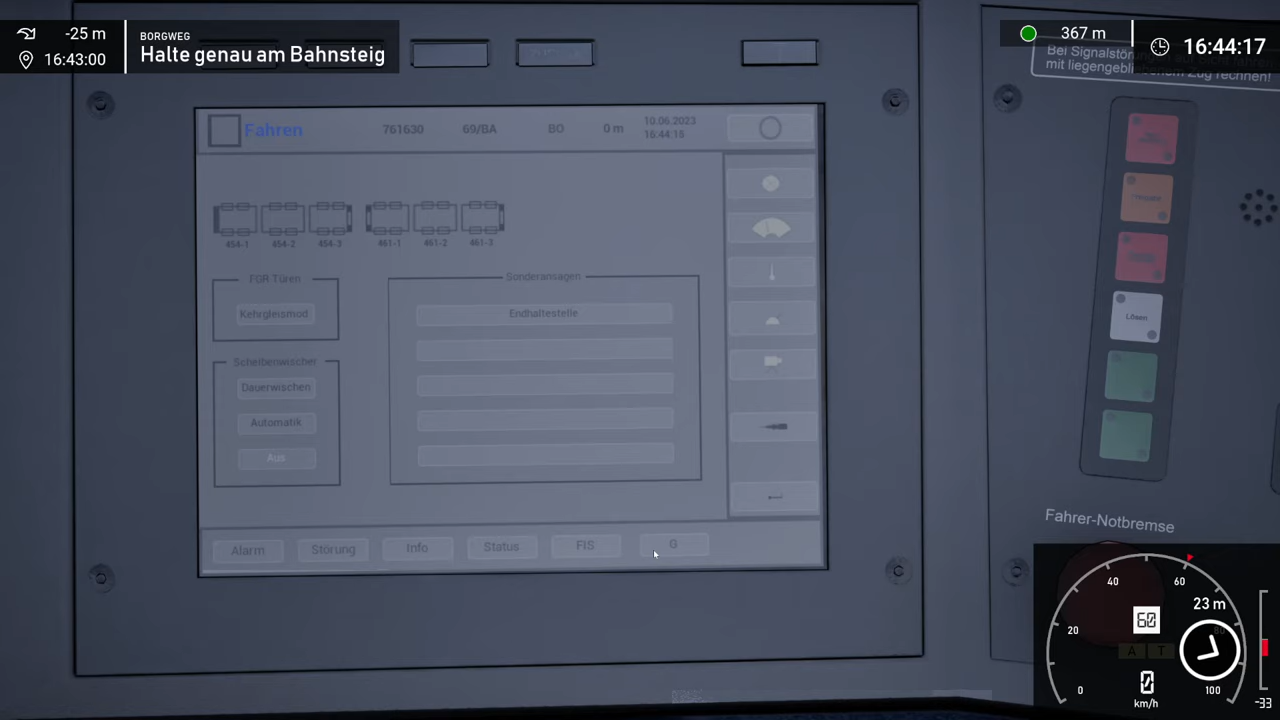 -25 m
16:43:00
BORGWEG
Halte genau am Bahnsteig
367 m
16:44:17
Bei Signalstörungen auf Sicht fahren
mit liegengebliebenem Zug rechnen!
Fahren
761630
69/BA
BO
0 m
10.06.2023
16:44:15
454-1
454-2
454-3
461-1
461-2
461-3
FGR Türen
Kehrgleismod
Sonderansagen
Endhaltestelle
Scheibenwischer
Dauerwischen
Automatik
Aus
Alarm
Störung
Info
Status
FIS
G
Lösen
Fahrer-Notbremse
0
20
40
60
80
100
60
23 m
A T
0
km/h
-33